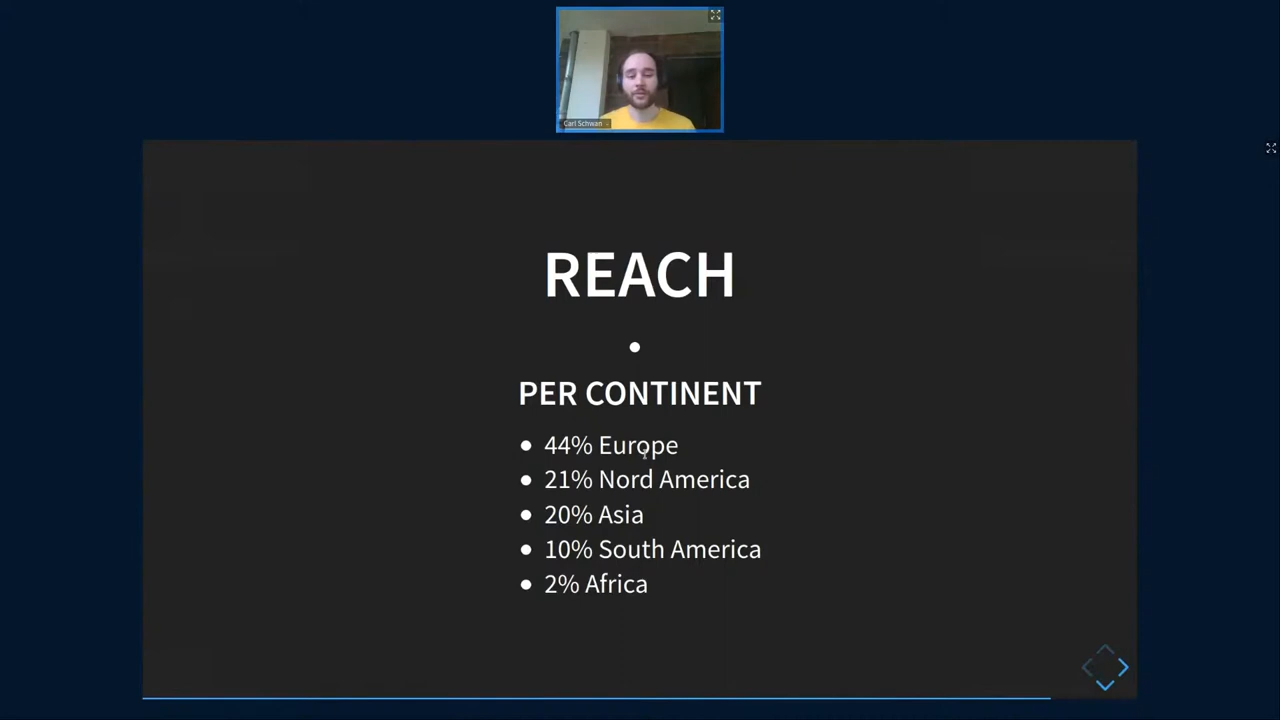 Carl Schwan
REACH
PER CONTINENT
44% Europe
21% Nord America
20% Asia
10% South America
2% Africa